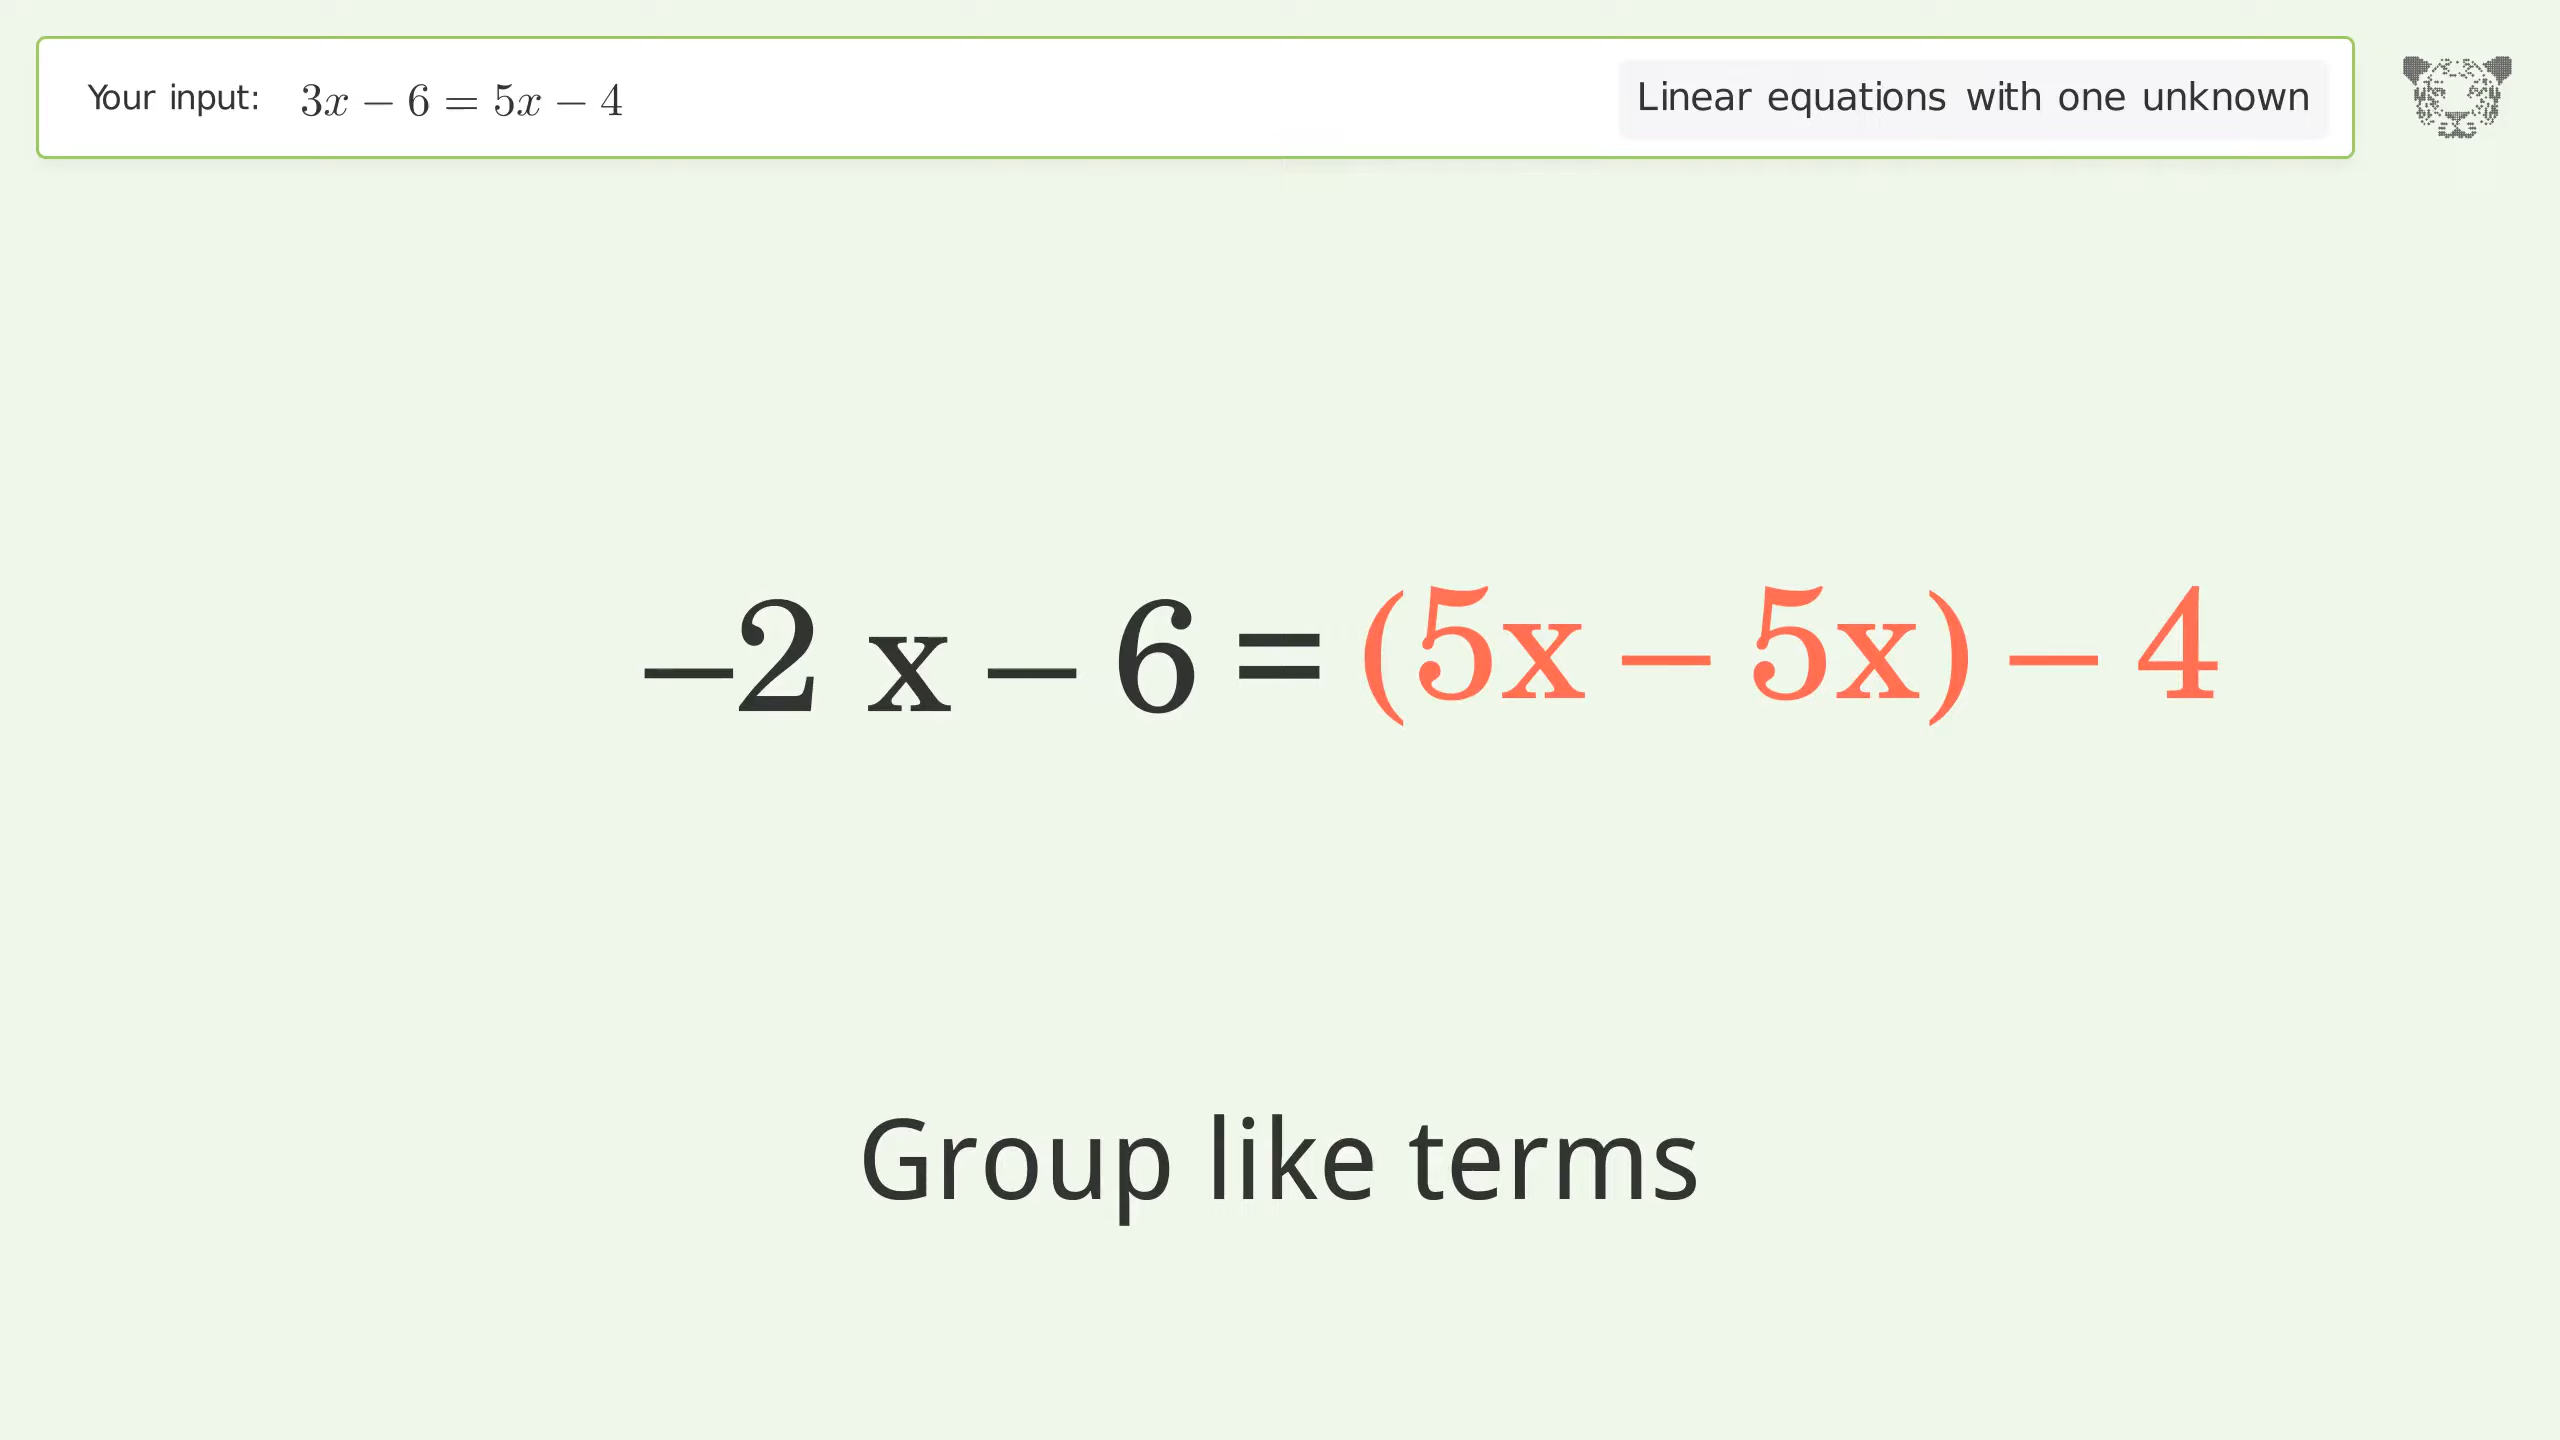 Your input: 3x − 6 = 5x − 4 Linear equations with one unknown
−2 x − 6 = (5x − 5x) − 4
Group like terms